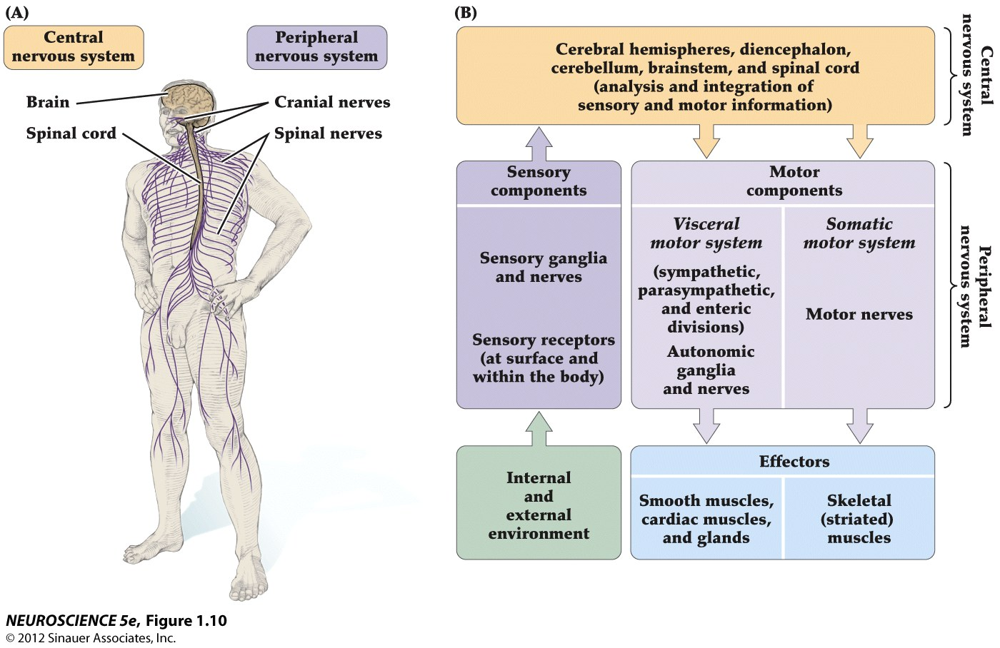 (A)
Central
nervous system
Peripheral
nervous system
Brain
Cranial nerves
Spinal cord
Spinal nerves
(B)
Cerebral hemispheres, diencephalon,
cerebellum, brainstem, and spinal cord
(analysis and integration of
sensory and motor information)
Central
nervous system
Sensory
components
Sensory ganglia
and nerves
Sensory receptors
(at surface and
within the body)
Motor
components
Visceral
motor system
(sympathetic,
parasympathetic,
and enteric
divisions)
Autonomic
ganglia
and nerves
Somatic
motor system
Motor nerves
Peripheral
nervous system
Internal
and
external
environment
Effectors
Smooth muscles,
cardiac muscles,
and glands
Skeletal
(striated)
muscles
NEUROSCIENCE 5e, Figure 1.10
© 2012 Sinauer Associates, Inc.